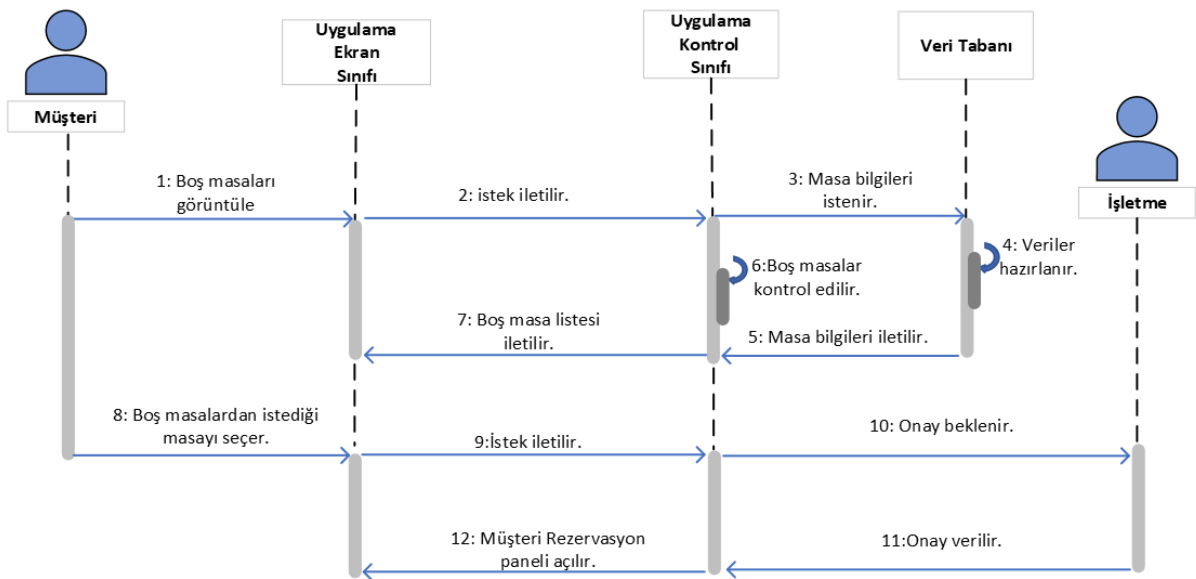 Müşteri
Uygulama
Ekran
Sınıfı
Uygulama
Kontrol
Sınıfı
Veri Tabanı
İşletme
1: Boş masaları
görüntüle
2: istek iletilir.
3: Masa bilgileri
istenir.
4: Veriler
hazırlanır.
6:Boş masalar
kontrol edilir.
7: Boş masa listesi
iletilir.
5: Masa bilgileri iletilir.
8: Boş masalardan istediği
masayı seçer.
9:İstek iletilir.
10: Onay beklenir.
12: Müşteri Rezervasyon
paneli açılır.
11:Onay verilir.